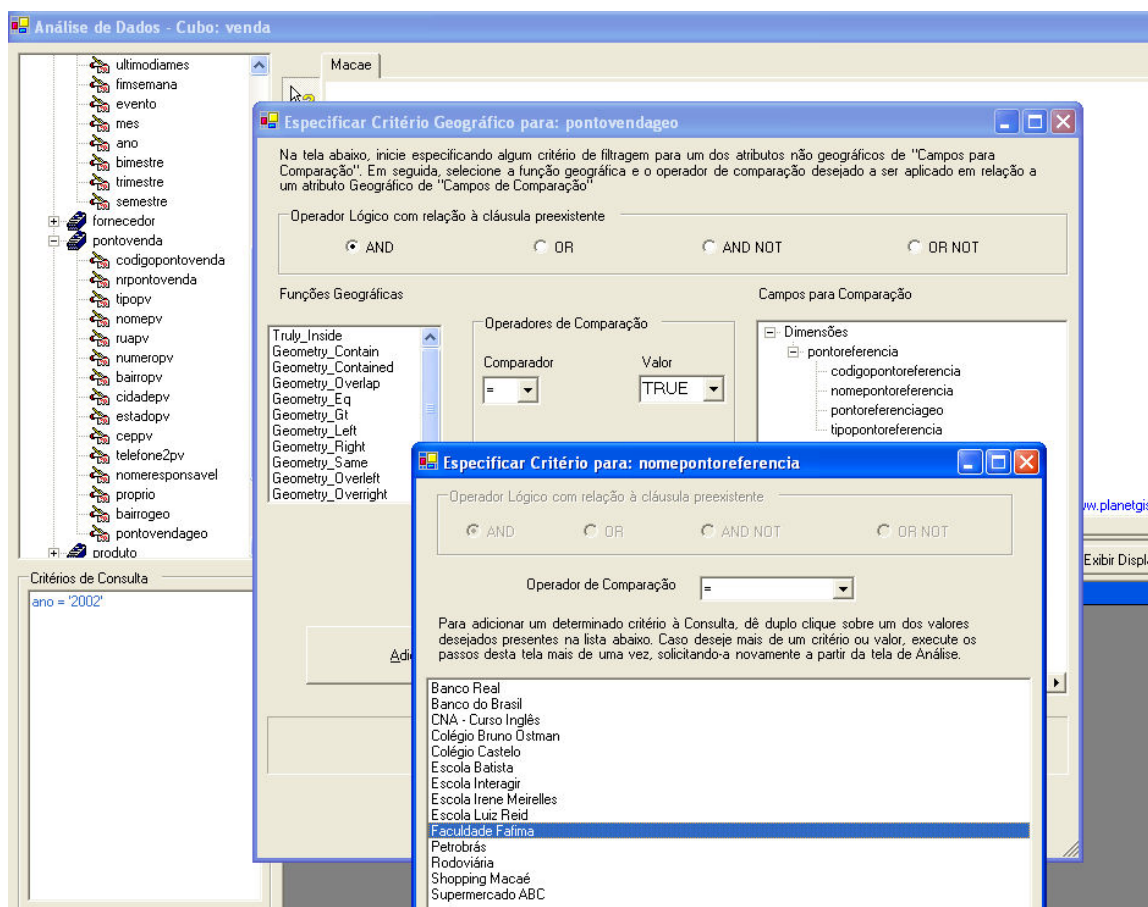 Análise de Dados - Cubo: venda
ultimodiames
fimsemana
evento
mes
ano
bimestre
trimestre
semestre
fornecedor
pontovenda
codigopontovenda
nrpontovenda
tipopv
nomepv
ruapv
numeropv
bairropv
cidadepv
estadopv
ceppv
telefone2pv
nomeresponsavel
proprio
bairrogeo
pontovendageo
produto
Critérios de Consulta
ano = '2002'
Macae
Especificar Critério Geográfico para: pontovendageo
Na tela abaixo, inicie especificando algum critério de filtragem para um dos atributos não geográficos de "Campos para
Comparação". Em seguida, selecione a função geográfica e o operador de comparação desejado a ser aplicado em relação a
um atributo Geográfico de "Campos de Comparação"
Operador Lógico com relação à cláusula preexistente
AND OR AND NOT OR NOT
Funções Geográficas
Truly_Inside
Geometry_Contain
Geometry_Contained
Geometry_Overlap
Geometry_Eq
Geometry_Gt
Geometry_Left
Geometry_Right
Geometry_Same
Geometry_Overleft
Geometry_Overright
Operadores de Comparação
Comparador Valor
= TRUE
Campos para Comparação
Dimensões
pontoreferencia
codigopontoreferencia
nomepontoreferencia
pontoreferenciageo
tipopontoreferencia
Especificar Critério para: nomepontoreferencia
Operador Lógico com relação à cláusula preexistente
AND OR AND NOT OR NOT
Operador de Comparação =
Para adicionar um determinado critério à Consulta, dê duplo clique sobre um dos valores
desejados presentes na lista abaixo. Caso deseje mais de um critério ou valor, execute os
passos desta tela mais de uma vez, solicitando-a novamente a partir da tela de Análise.
Banco Real
Banco do Brasil
CNA - Curso Inglês
Colégio Bruno Ostman
Colégio Castelo
Escola Batista
Escola Interagir
Escola Irene Meirelles
Escola Luiz Reid
Faculdade Fafima
Petrobrás
Rodoviária
Shopping Macaé
Supermercado ABC
Exibir